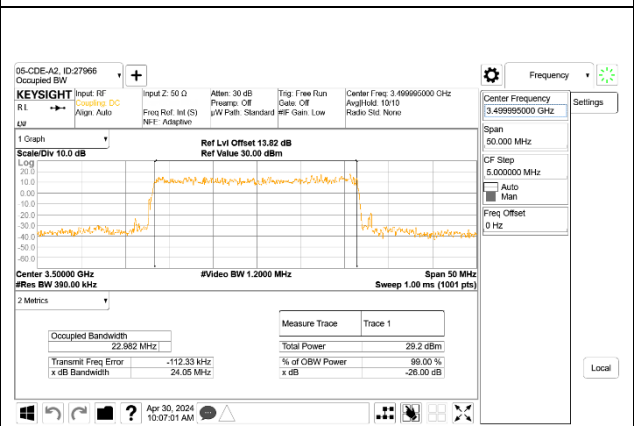 05-CDE-A2, ID:27966
Occupied BW
Frequency
KEYSIGHT
Input: RF
Input Z: 50 Ω
Atten: 30 dB
Trig: Free Run
Center Freq: 3.499995000 GHz
RL
Coupling: DC
Preamp: Off
Gate: Off
Avg|Hold: 10/10
Align: Auto
Freq Ref: Int (S)
µW Path: Standard
#IF Gain: Low
Radio Std: None
NFE: Adaptive
Center Frequency
3.499995000 GHz
Settings
Span
50.000 MHz
CF Step
5.000000 MHz
Auto
Man
Freq Offset
0 Hz
1 Graph
Ref Lvl Offset 13.82 dB
Scale/Div 10.0 dB
Ref Value 30.00 dBm
Log
20.0
10.0
0.00
-10.0
-20.0
-30.0
-40.0
-50.0
-60.0
Center 3.50000 GHz
#Video BW 1.2000 MHz
Span 50 MHz
#Res BW 390.00 kHz
Sweep 1.00 ms (1001 pts)
2 Metrics
Measure Trace
Trace 1
Occupied Bandwidth
22.982 MHz
Total Power
29.2 dBm
Transmit Freq Error
-112.33 kHz
% of OBW Power
99.00 %
x dB Bandwidth
24.05 MHz
x dB
-26.00 dB
Local
?
Apr 30, 2024
10:07:01 AM